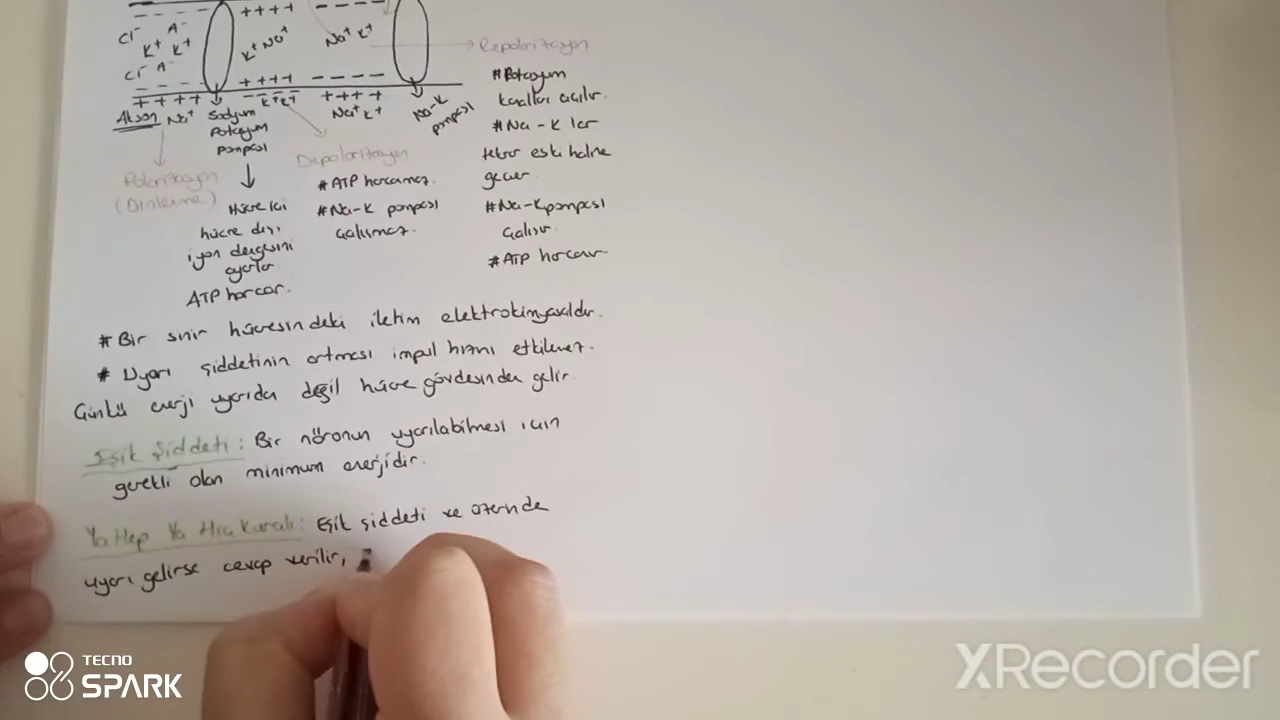 - - - - ++++ - - - -
Cl⁻ A⁻ K⁺ Na⁺ Na⁺ K⁺
K⁺ K⁺
Cl⁻ A⁻
- - - - ++++ - - - -
++++ - - - - ++++
Akson Na⁺ K⁺K⁺ Na⁺ K⁺
Sodyum
Potasyum
pompası
Na-K
pompası
Polarizasyon
(Dinlenme)
Hücre içi
hücre dışı
iyon dengesini
ayarlar
ATP harcar.
Depolarizasyon
# ATP harcamaz.
# Na-K pompası
çalışmaz.
Repolarizasyon
# Potasyum
kanalları açılır.
# Na-K lar
tekrar eski haline
geçer.
# Na-K pompası
çalışır
# ATP harcanır
# Bir sinir hücresindeki iletim elektrokimyasaldır.
# Uyarı şiddetinin artması impul hızını etkilemez.
Çünkü enerji uyarıdan değil hücre gövdesinden gelir.
Eşik Şiddeti: Bir nöronun uyarılabilmesi için
gerekli olan minimum enerjidir.
Ya Hep Ya Hiç Kuralı: Eşik şiddeti ve üzerinde
uyarı gelirse cevap verilir,
TECNO
SPARK
XRecorder